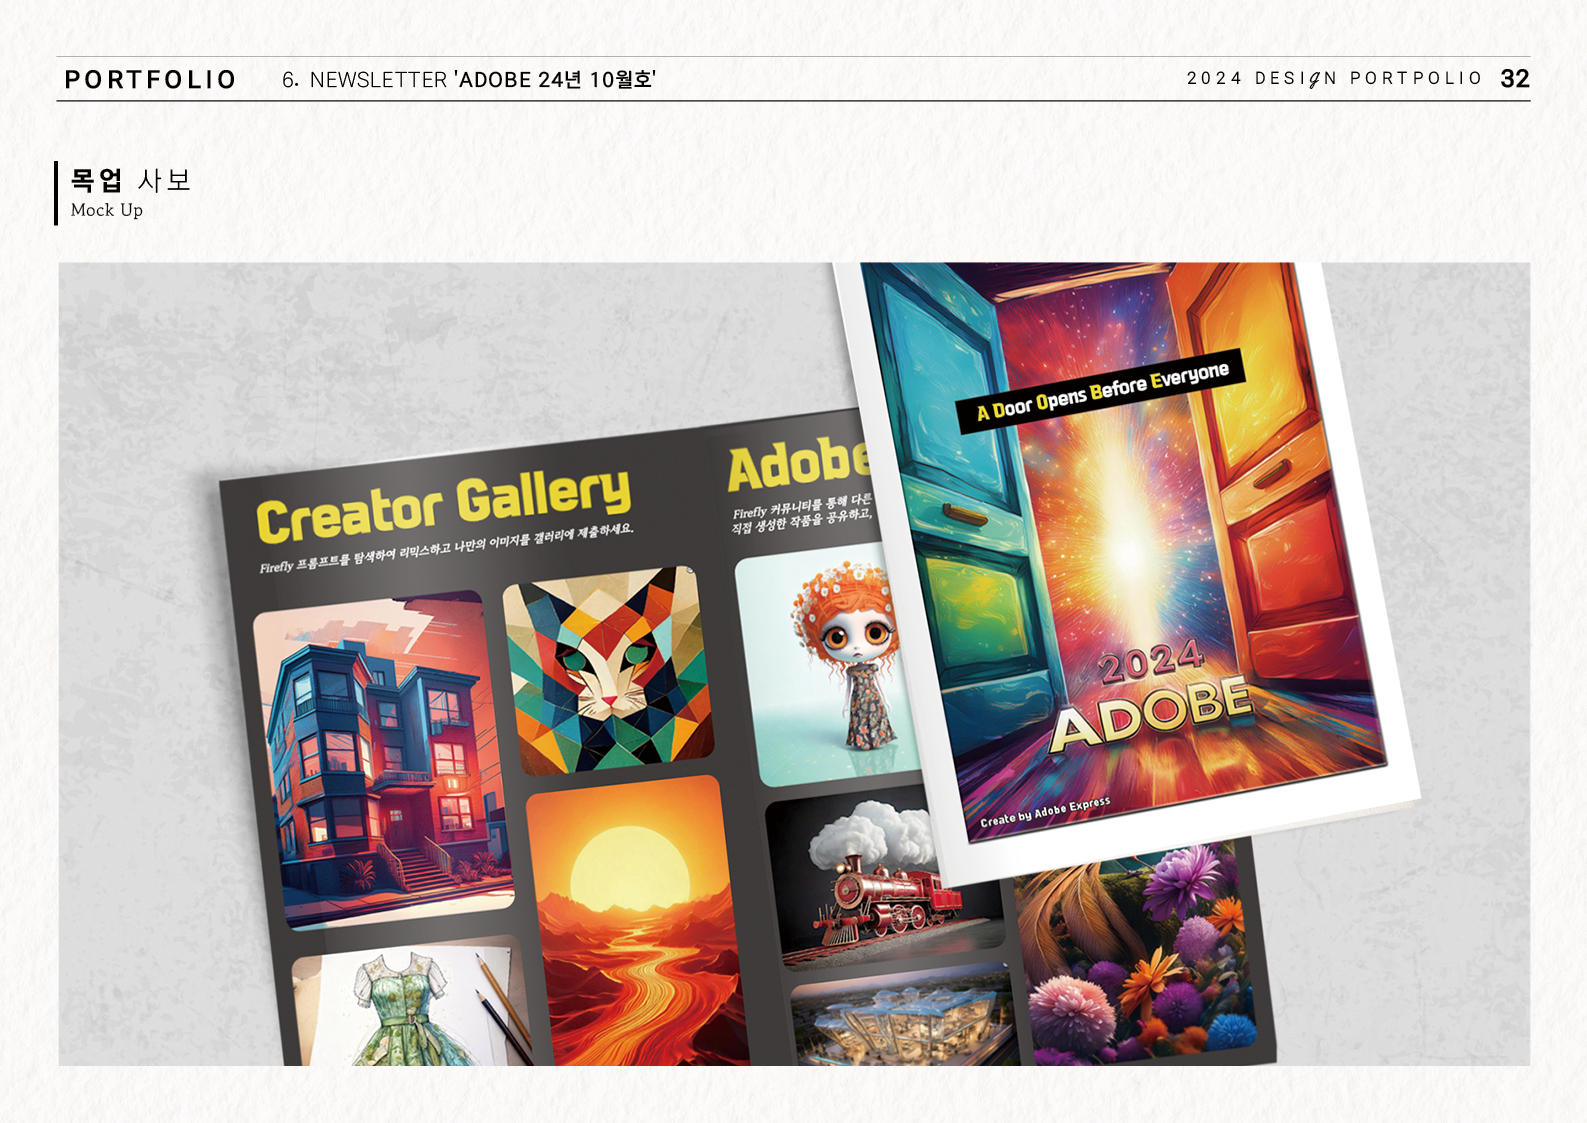 PORTFOLIO
6. NEWSLETTER 'ADOBE 24년 10월호'
2024 DESIGN PORTPOLIO 32
목업 사보
Mock Up
Creator Gallery
Firefly 프롬프트를 탐색하여 리믹스하고 나만의 이미지를 갤러리에 제출하세요.
Adobe
Firefly 커뮤니티를 통해 다른
직접 생성한 작품을 공유하고,
A Door Opens Before Everyone
2024
ADOBE
Create by Adobe Express